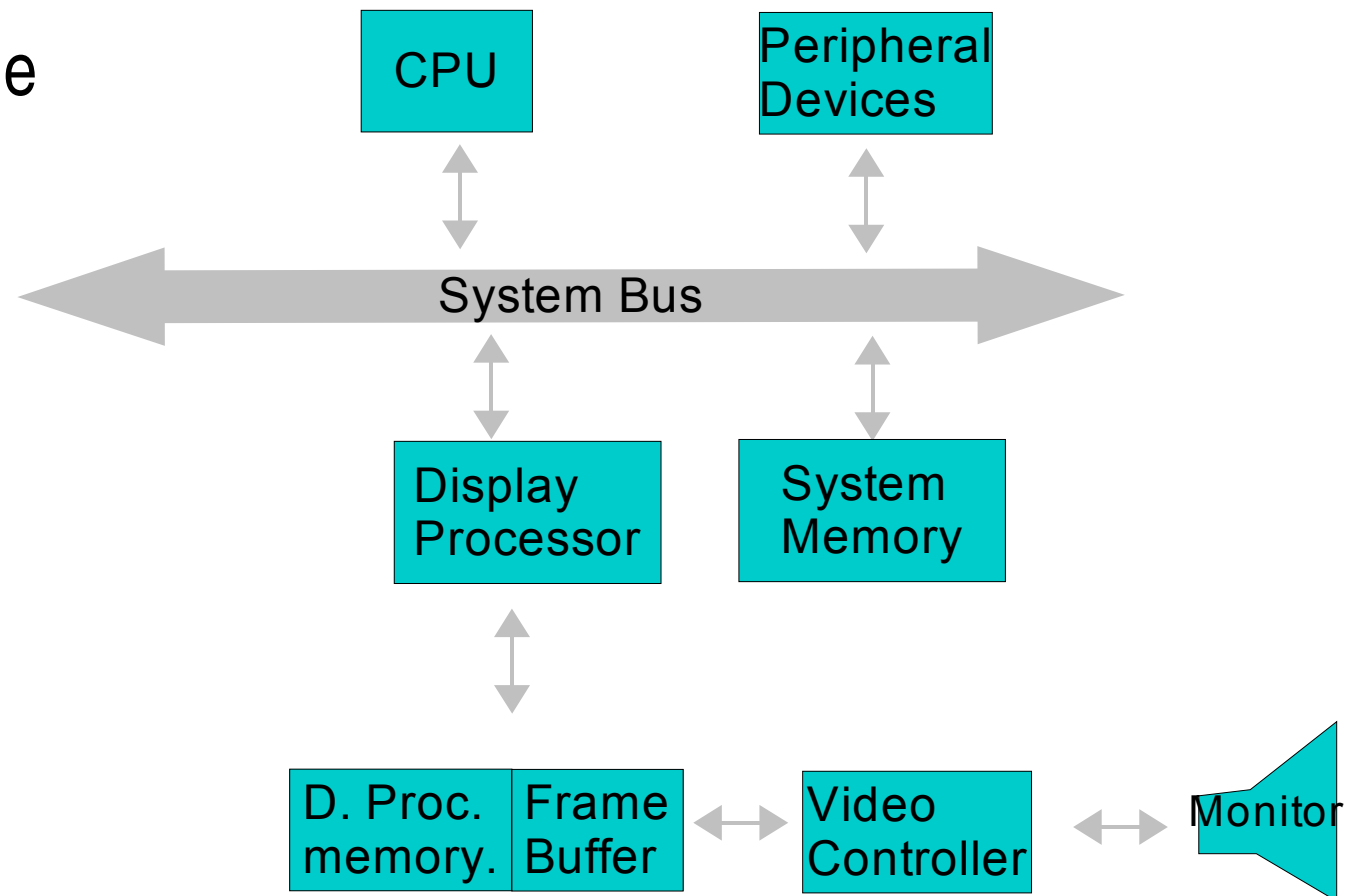 e
CPU
Peripheral
Devices
System Bus
Display
Processor
System
Memory
D. Proc.
memory.
Frame
Buffer
Video
Controller
Monitor